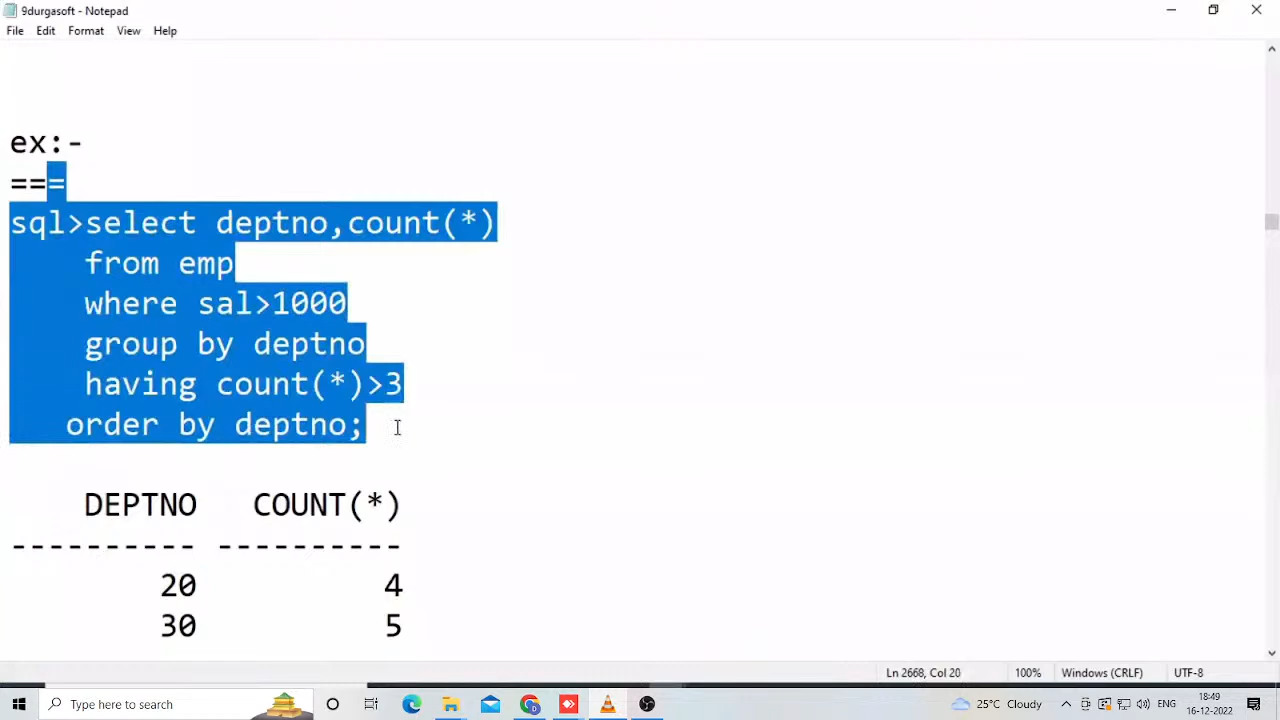 9durgasoft - Notepad
File Edit Format View Help
ex:-
===
sql>select deptno,count(*)
from emp
where sal>1000
group by deptno
having count(*)>3
order by deptno;
DEPTNO COUNT(*)
---------- ----------
20 4
30 5
Ln 2668, Col 20 100% Windows (CRLF) UTF-8
Type here to search 25°C Cloudy ENG 18:49
16-12-2022